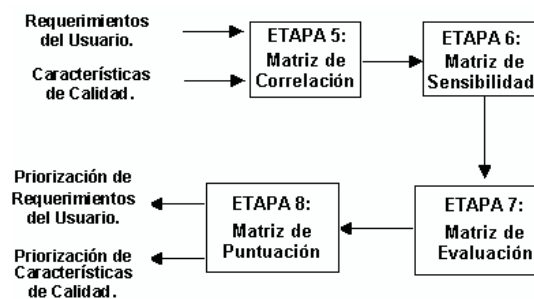 Requerimientos
del Usuario.
Características
de Calidad.
ETAPA 5:
Matriz de
Correlación
ETAPA 6:
Matriz de
Sensibilidad
ETAPA 7:
Matriz de
Evaluación
ETAPA 8:
Matriz de
Puntuación
Priorización de
Requerimientos
del Usuario.
Priorización de
Características
de Calidad.